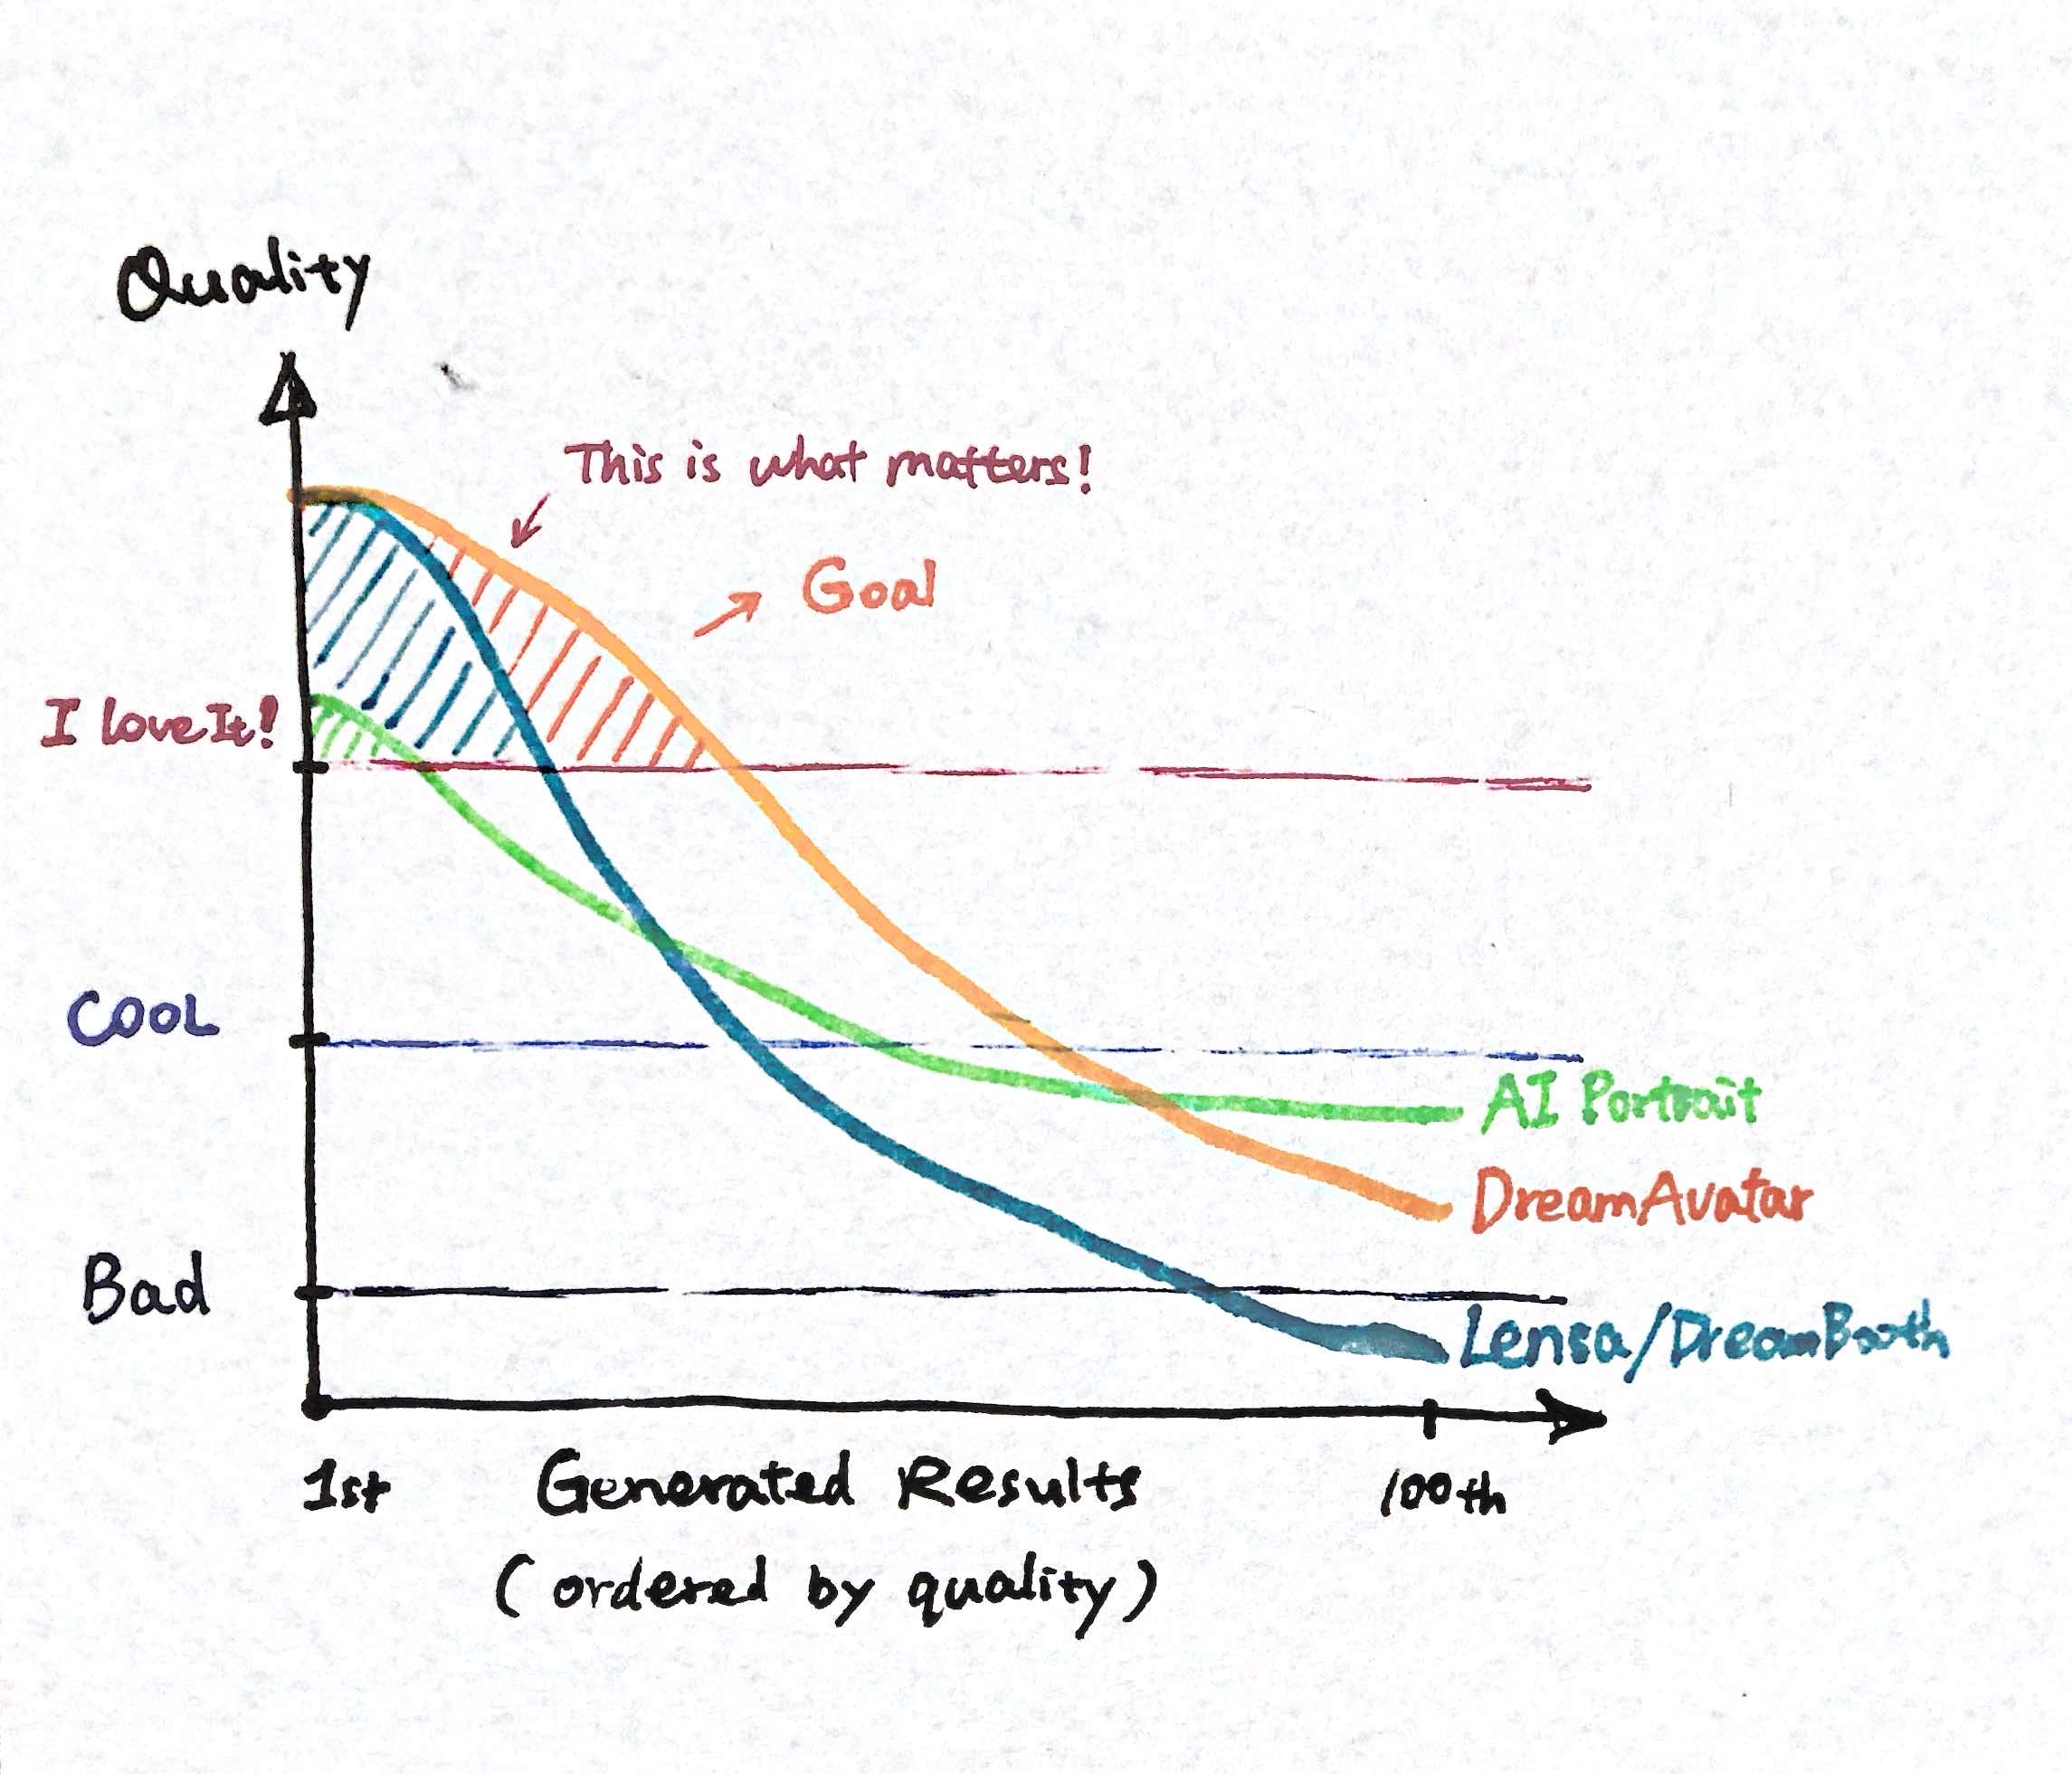 Quality
This is what matters!
Goal
I love It!
COOL
AI Portrait
DreamAvatar
Bad
Lensa/DreamBooth
1st
Generated Results
100th
(ordered by quality)